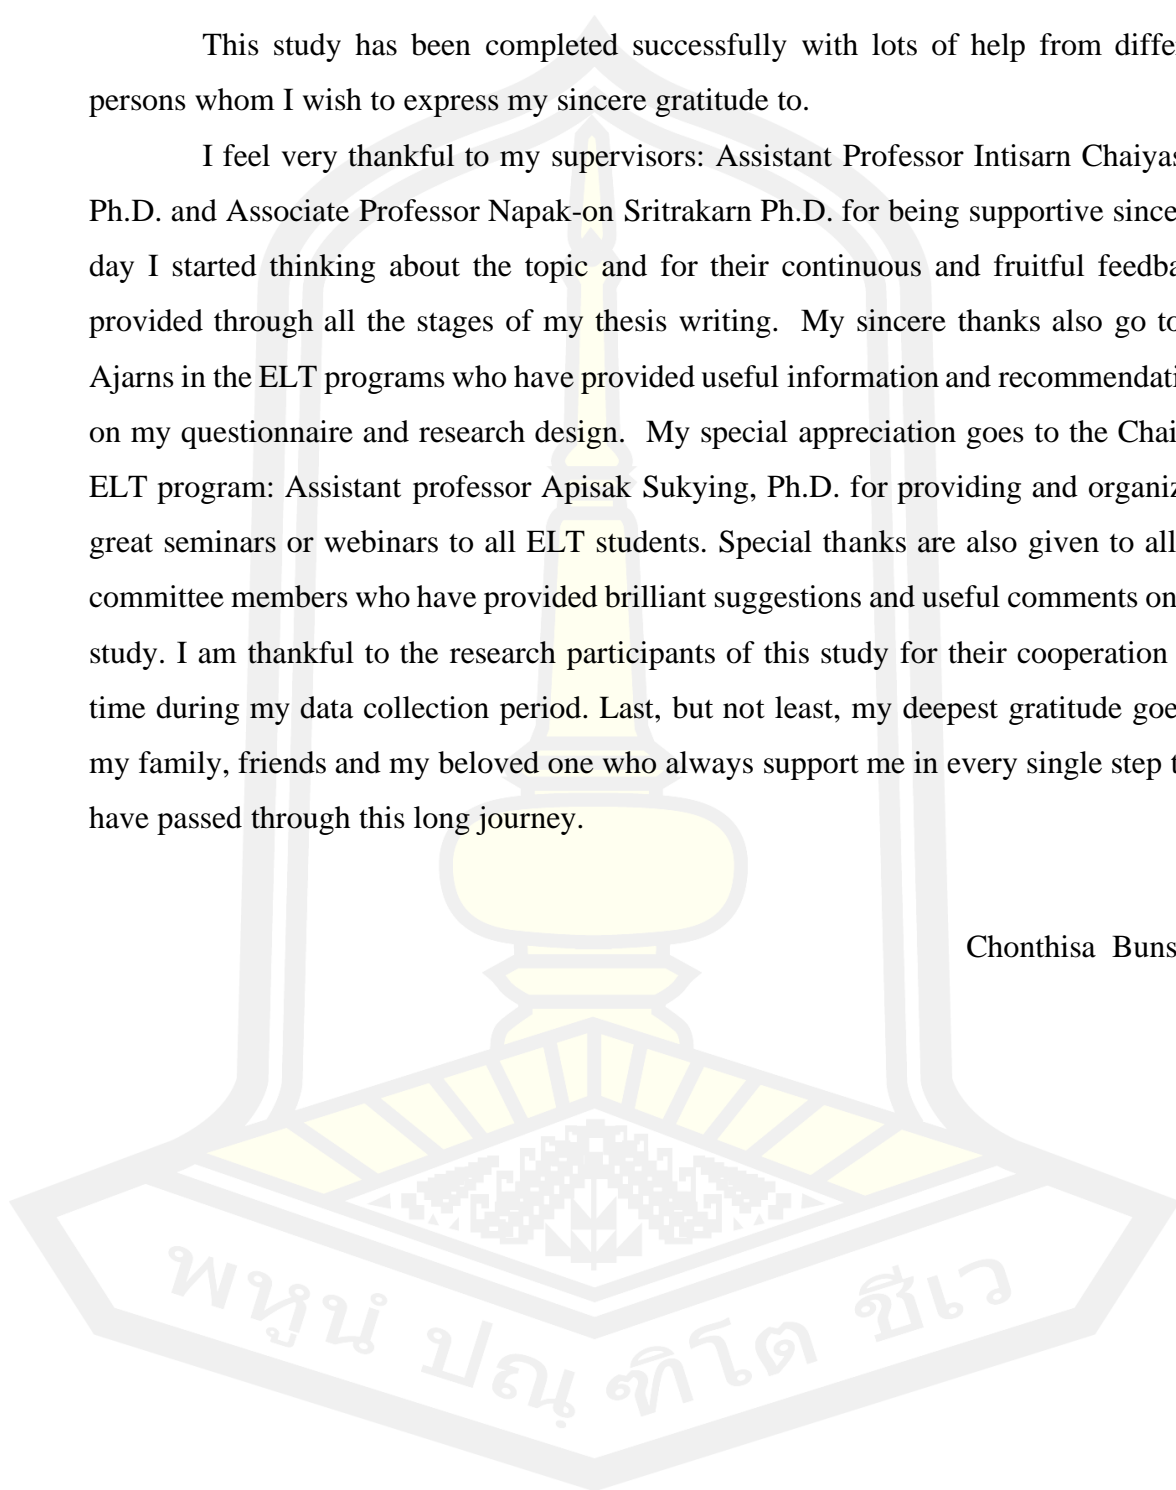 This study has been completed successfully with lots of help from
persons whom I wish to express my sincere gratitude to.
I feel very thankful to my supervisors: Assistant Professor Intisarn
Ph.D. and Associate Professor Napak-on Sritrakarn Ph.D. for being supportive since
day I started thinking about the topic and for their continuous and fruitful
provided through all the stages of my thesis writing. My sincere thanks also go to
Ajarns in the ELT programs who have provided useful information and
on my questionnaire and research design. My special appreciation goes to the
ELT program: Assistant professor Apisak Sukying, Ph.D. for providing and
great seminars or webinars to all ELT students. Special thanks are also given to all
committee members who have provided brilliant suggestions and useful comments on
study. I am thankful to the research participants of this study for their cooperation
time during my data collection period. Last, but not least, my deepest gratitude
my family, friends and my beloved one who always support me in every single step
have passed through this long journey.
Chonthisa
พหูนํ ปณฺฑิโต ชีเว